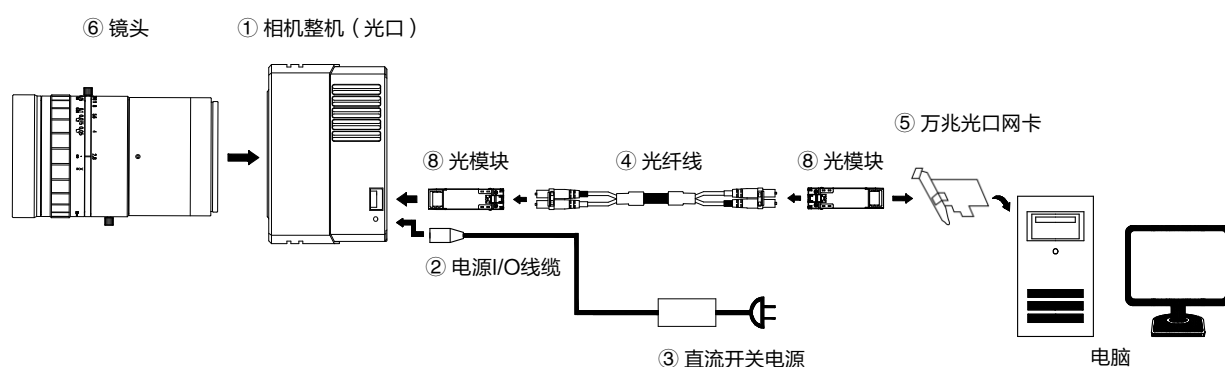 ⑥ 镜头
① 相机整机（光口）
⑤ 万兆光口网卡
⑧ 光模块
④ 光纤线
⑧ 光模块
② 电源I/O线缆
③ 直流开关电源
电脑